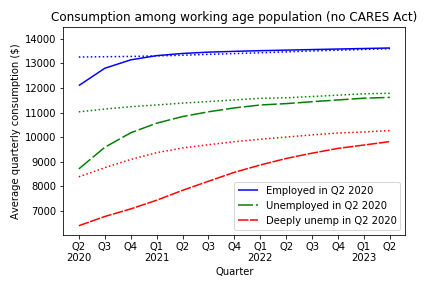 Consumption among working age population (no CARES Act)
Average quarterly consumption ($)
14000
13000
12000
11000
10000
9000
8000
7000
Employed in Q2 2020
Unemployed in Q2 2020
Deeply unemp in Q2 2020
Q2 Q3 Q4 Q1 Q2 Q3 Q4 Q1 Q2 Q3 Q4 Q1 Q2
2020 2021 2022 2023
Quarter